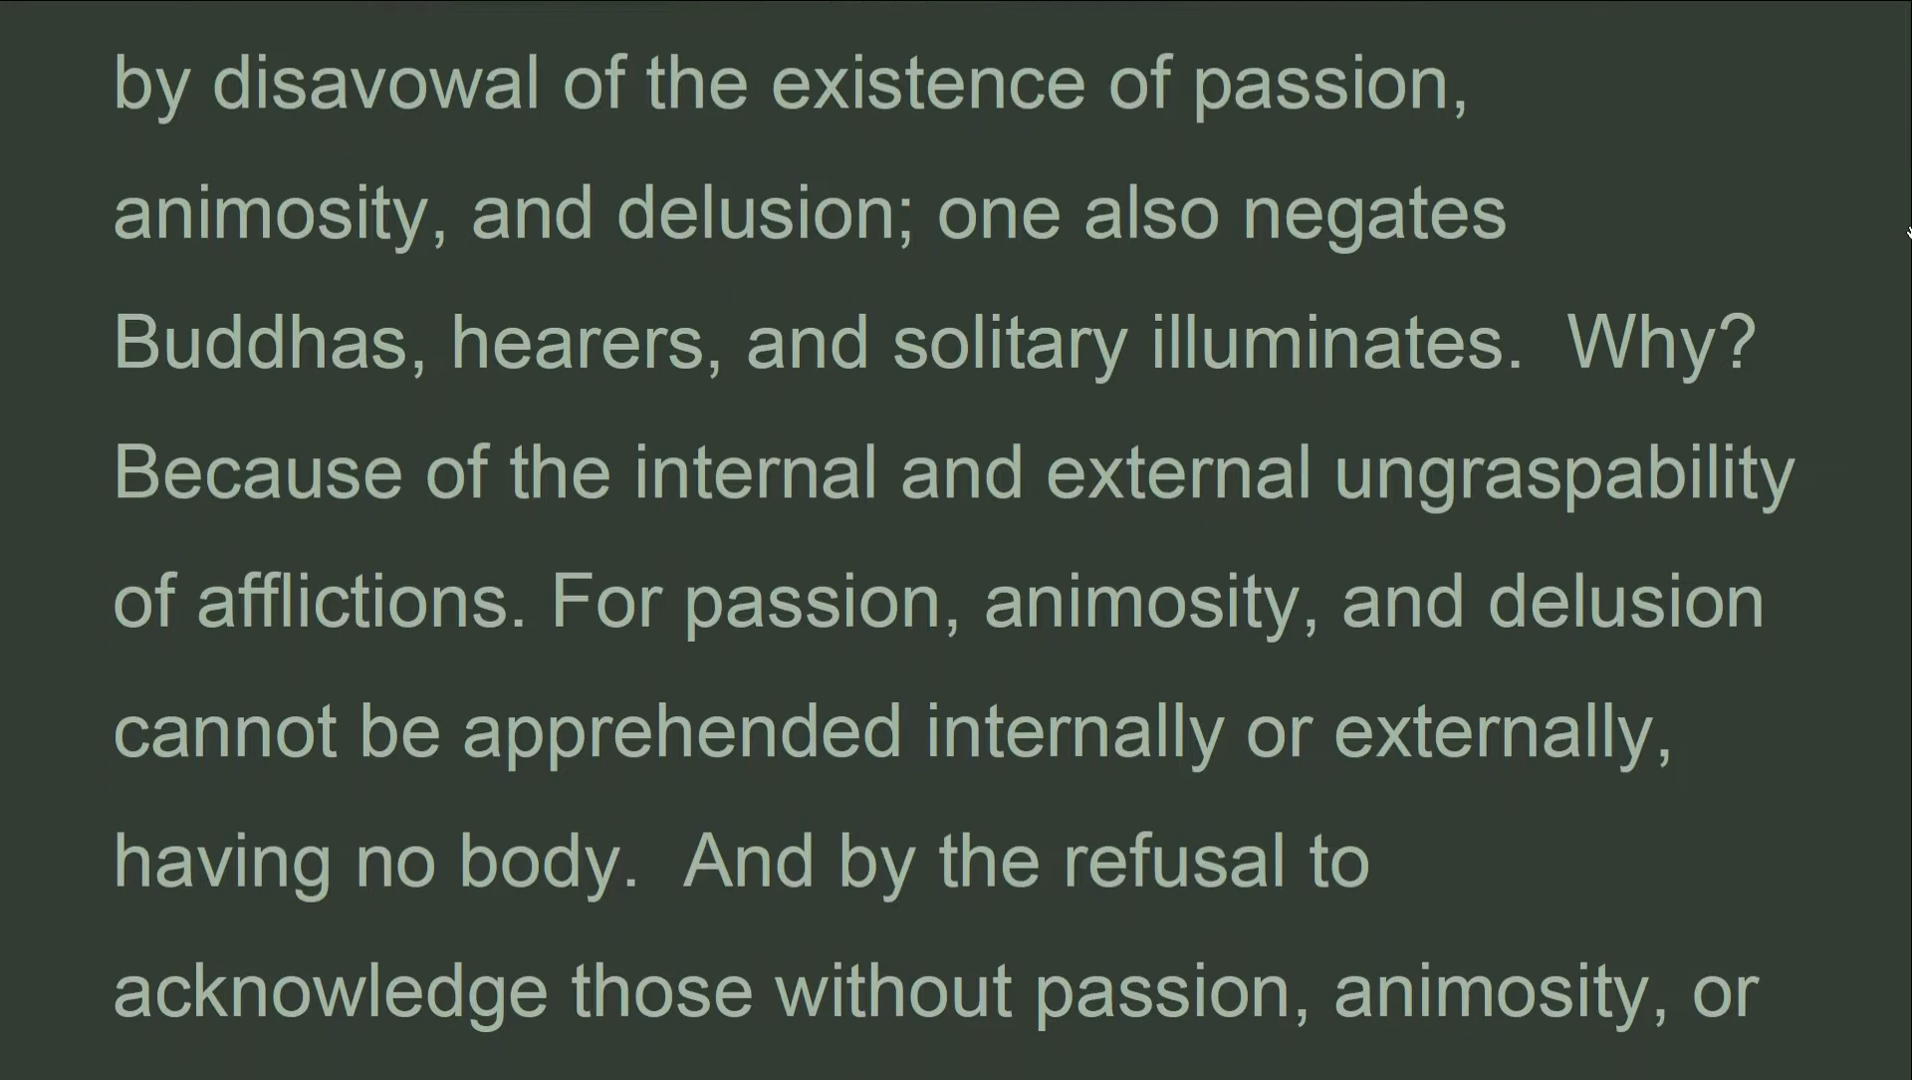 by disavowal of the existence of passion,
animosity, and delusion; one also negates
Buddhas, hearers, and solitary illuminates.  Why?
Because of the internal and external ungraspability
of afflictions. For passion, animosity, and delusion
cannot be apprehended internally or externally,
having no body.  And by the refusal to
acknowledge those without passion, animosity, or